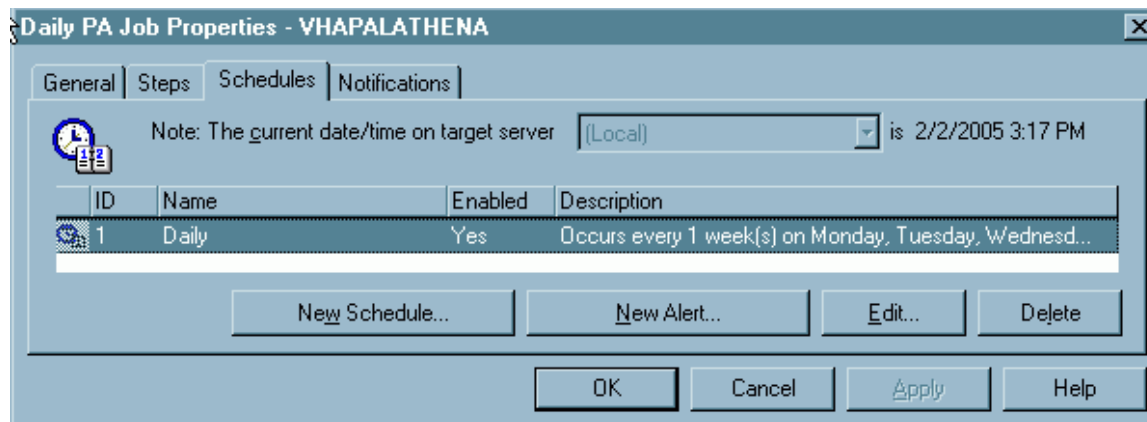 Daily PA Job Properties - VHAPALATHENA
General Steps Schedules Notifications
Note: The current date/time on target server (Local) is 2/2/2005 3:17 PM
ID Name Enabled Description
1 Daily Yes Occurs every 1 week(s) on Monday, Tuesday, Wednesd...
New Schedule... New Alert... Edit... Delete
OK Cancel Apply Help